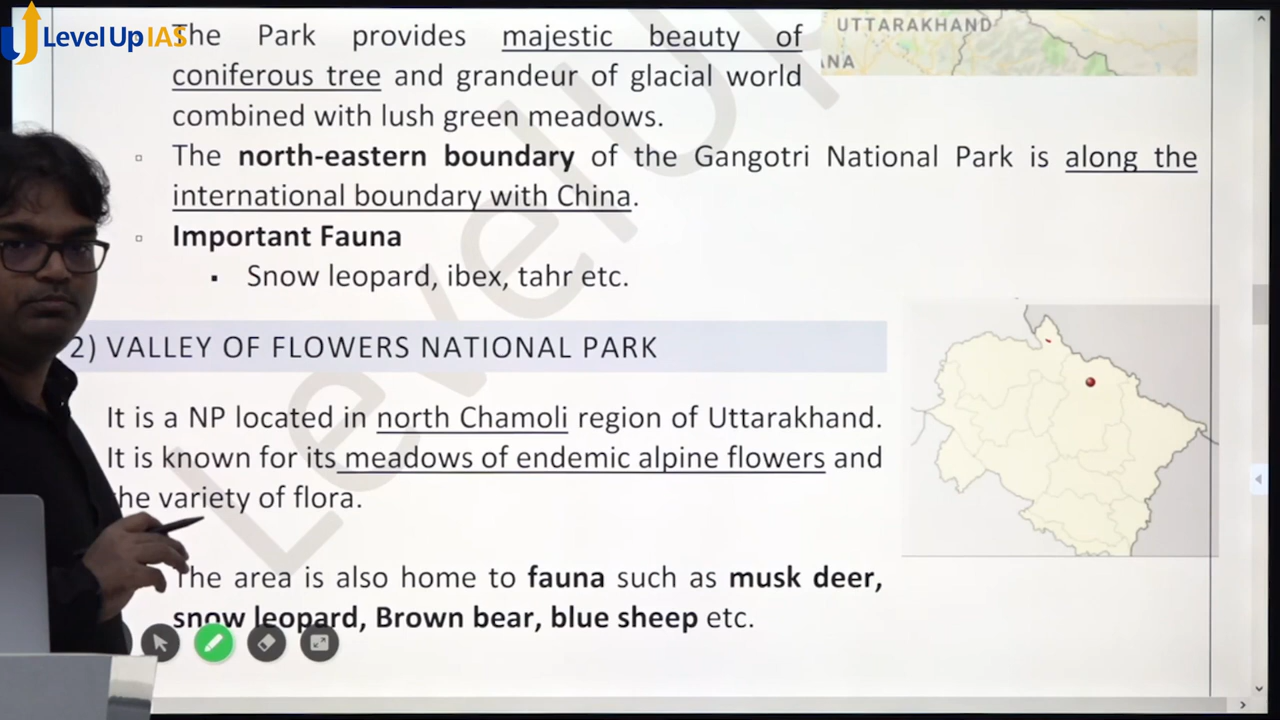 Level Up IAS
UTTARAKHAND
The Park provides majestic beauty of
coniferous tree and grandeur of glacial world
combined with lush green meadows.
▫ The north-eastern boundary of the Gangotri National Park is along the
international boundary with China.
▫ Important Fauna
▪ Snow leopard, ibex, tahr etc.
2) VALLEY OF FLOWERS NATIONAL PARK
It is a NP located in north Chamoli region of Uttarakhand.
It is known for its meadows of endemic alpine flowers and
the variety of flora.
The area is also home to fauna such as musk deer,
snow leopard, Brown bear, blue sheep etc.